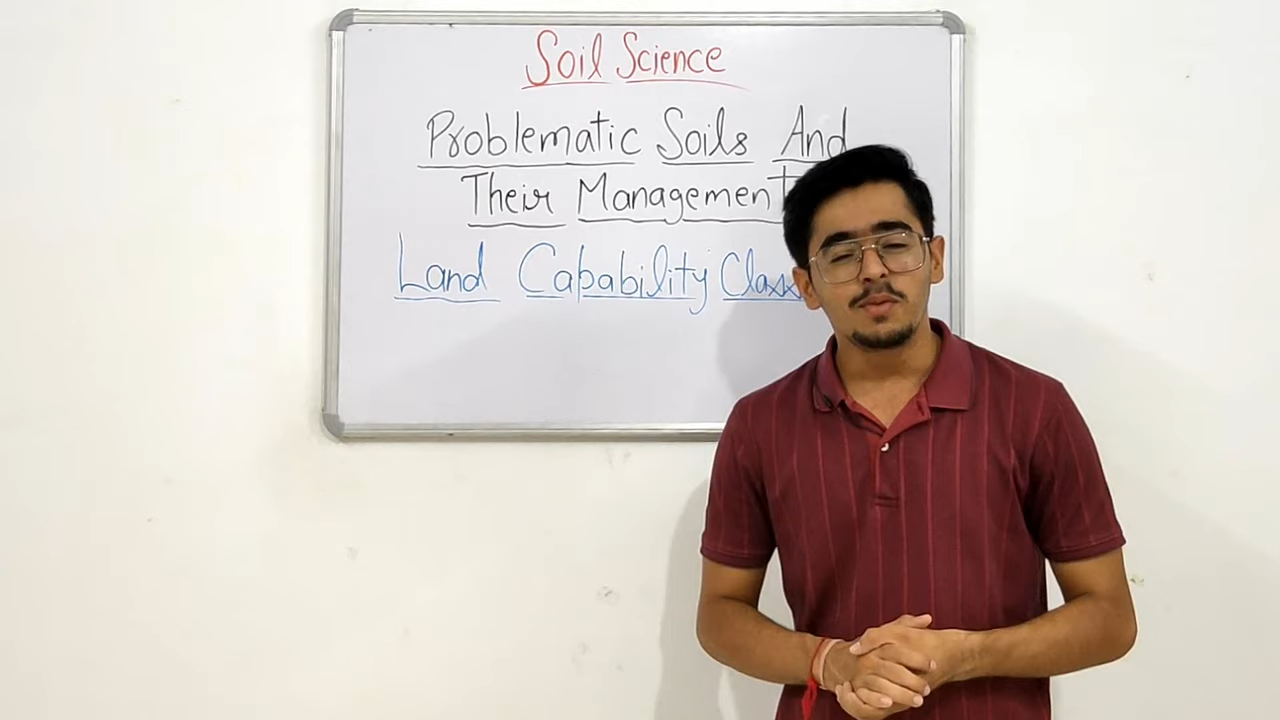 Soil Science
Problematic Soils And
Their Management
Land Capability Class